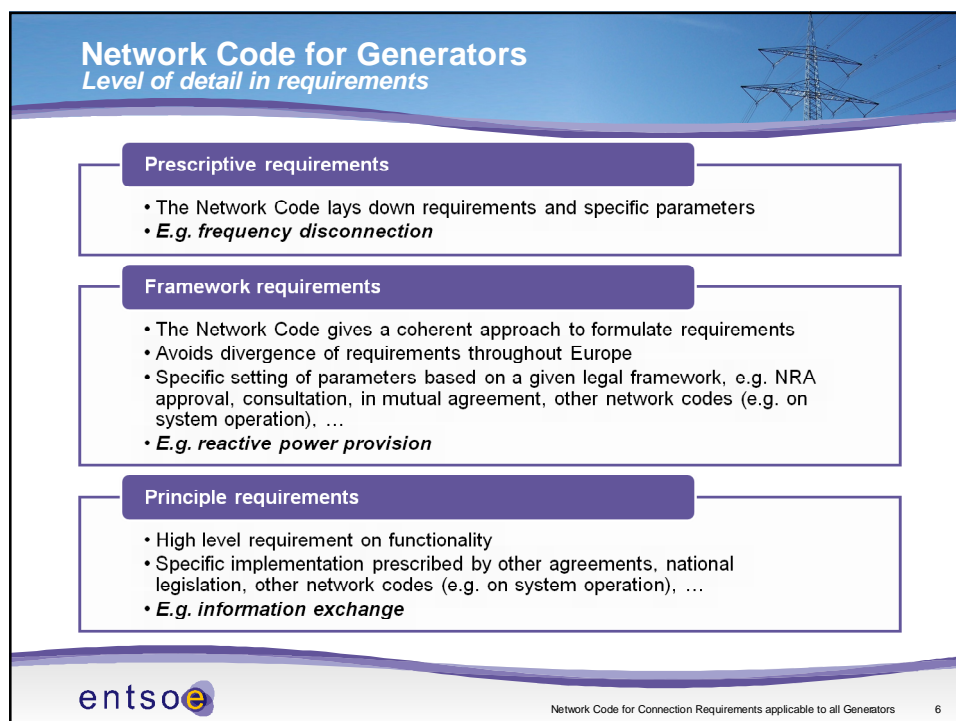 Network Code for Generators
Level of detail in requirements
Prescriptive requirements
• The Network Code lays down requirements and specific parameters
• E.g. frequency disconnection
Framework requirements
• The Network Code gives a coherent approach to formulate requirements
• Avoids divergence of requirements throughout Europe
• Specific setting of parameters based on a given legal framework, e.g. NRA
approval, consultation, in mutual agreement, other network codes (e.g. on
system operation), …
• E.g. reactive power provision
Principle requirements
• High level requirement on functionality
• Specific implementation prescribed by other agreements, national
legislation, other network codes (e.g. on system operation), …
• E.g. information exchange
entsoe
Network Code for Connection Requirements applicable to all Generators 6